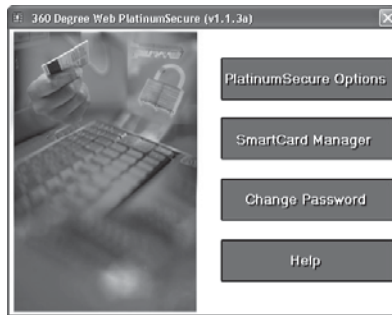 360 Degree Web PlatinumSecure (v1.1.3a)
PlatinumSecure Options
SmartCard Manager
Change Password
Help